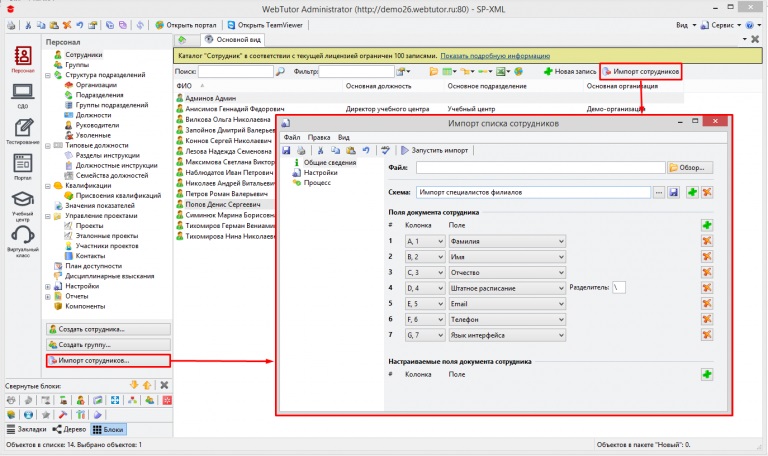 WebTutor Administrator (http://demo26.webtutor.ru:80) - SP-XML
Открыть портал
Открыть TeamViewer
Вид
Сервис
Персонал
СДО
Тестирование
Портал
Учебный центр
Виртуальный класс
Персонал
Сотрудники
Группы
Структура подразделений
Организации
Подразделения
Группы подразделений
Должности
Руководители
Уволенные
Типовые должности
Разделы инструкции
Должностные инструкции
Семейства должностей
Квалификации
Присвоения квалификаций
Значения показателей
Управление проектами
Проекты
Эталонные проекты
Участники проектов
Контакты
План доступности
Дисциплинарные взыскания
Настройки
Отчеты
Компоненты
Создать сотрудника...
Создать группу...
Импорт сотрудников...
Свернутые блоки:
Закладки Дерево Блоки
Основной вид
Каталог "Сотрудник" в соответствии с текущей лицензией ограничен 100 записями. Показать подробную информацию
Поиск:
Фильтр:
Новая запись
Импорт сотрудников
ФИО Основная должность Основное подразделение Основная организация
Админов Админ
Анисимов Геннадий Федорович Директор учебного центра Учебный центр Демо-организация
Вилкова Ольга Николаевна
Запойнов Дмитрий Валерье
Коннов Сергей Николаевич
Лезова Надежда Семеновна
Максимова Светлана Виктор
Наблюдатов Иван Петрович
Николаев Андрей Витальеви
Петров Роман Валерьевич
Попов Денис Сергеевич
Симинюк Марина Борисовн
Тихомиров Герман Вениамин
Тихомирова Нина Николаев
Импорт списка сотрудников
Файл Правка Вид
Запустить импорт
Общие сведения
Настройки
Процесс
Файл: Обзор...
Схема: Импорт специалистов филиалов ...
Поля документа сотрудника
# Колонка Поле
1 A, 1 Фамилия
2 B, 2 Имя
3 C, 3 Отчество
4 D, 4 Штатное расписание Разделитель: \
5 E, 5 Email
6 F, 6 Телефон
7 G, 7 Язык интерфейса
Настраиваемые поля документа сотрудника
# Колонка Поле
Объектов в списке: 14. Выбрано объектов: 1
Объектов в пакете "Новый": 0.